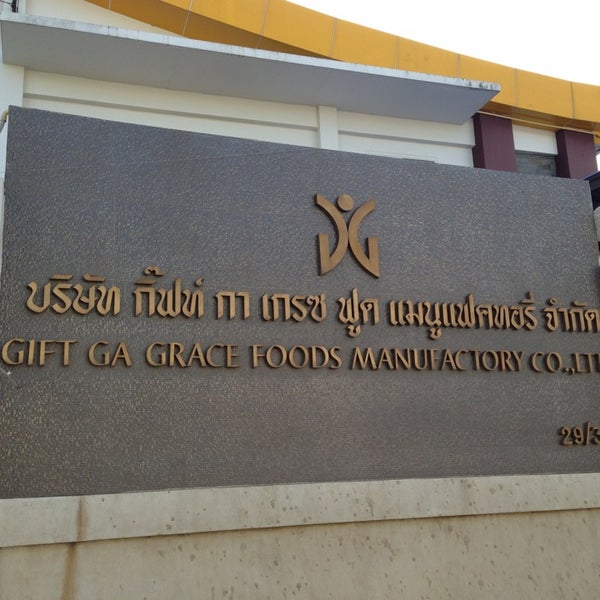 บริษัท กิ๊ฟท์ กา เกรซ ฟูด แมนูแฟคทอรี่ จำกัด
GIFT GA GRACE FOODS MANUFACTORY CO.,LT
29/3